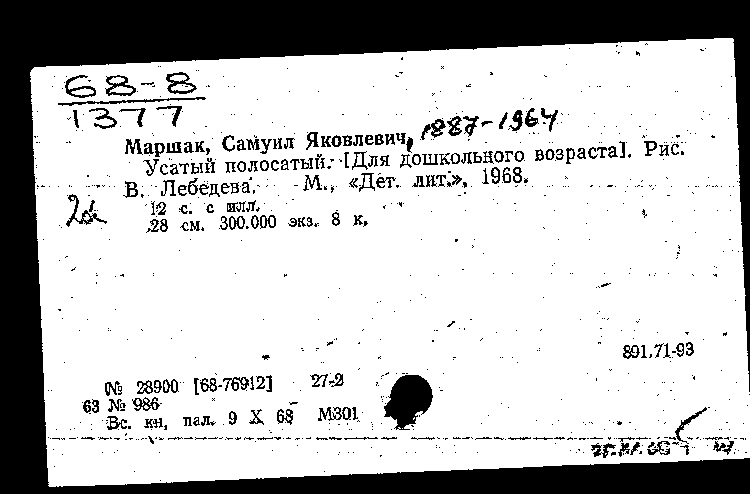 68-8
1377
Маршак, Самуил Яковлевич, 1887-1964
Усатый полосатый. [Для дошкольного возраста]. Рис.
В. Лебедева. М., «Дет. лит.», 1968.
12 с. с илл.
28 см. 300.000 экз. 8 к.
891.71-93
№ 28900 [68-76912] 27-2
63 № 986
Вс. кн. пал. 9 X 68 М301